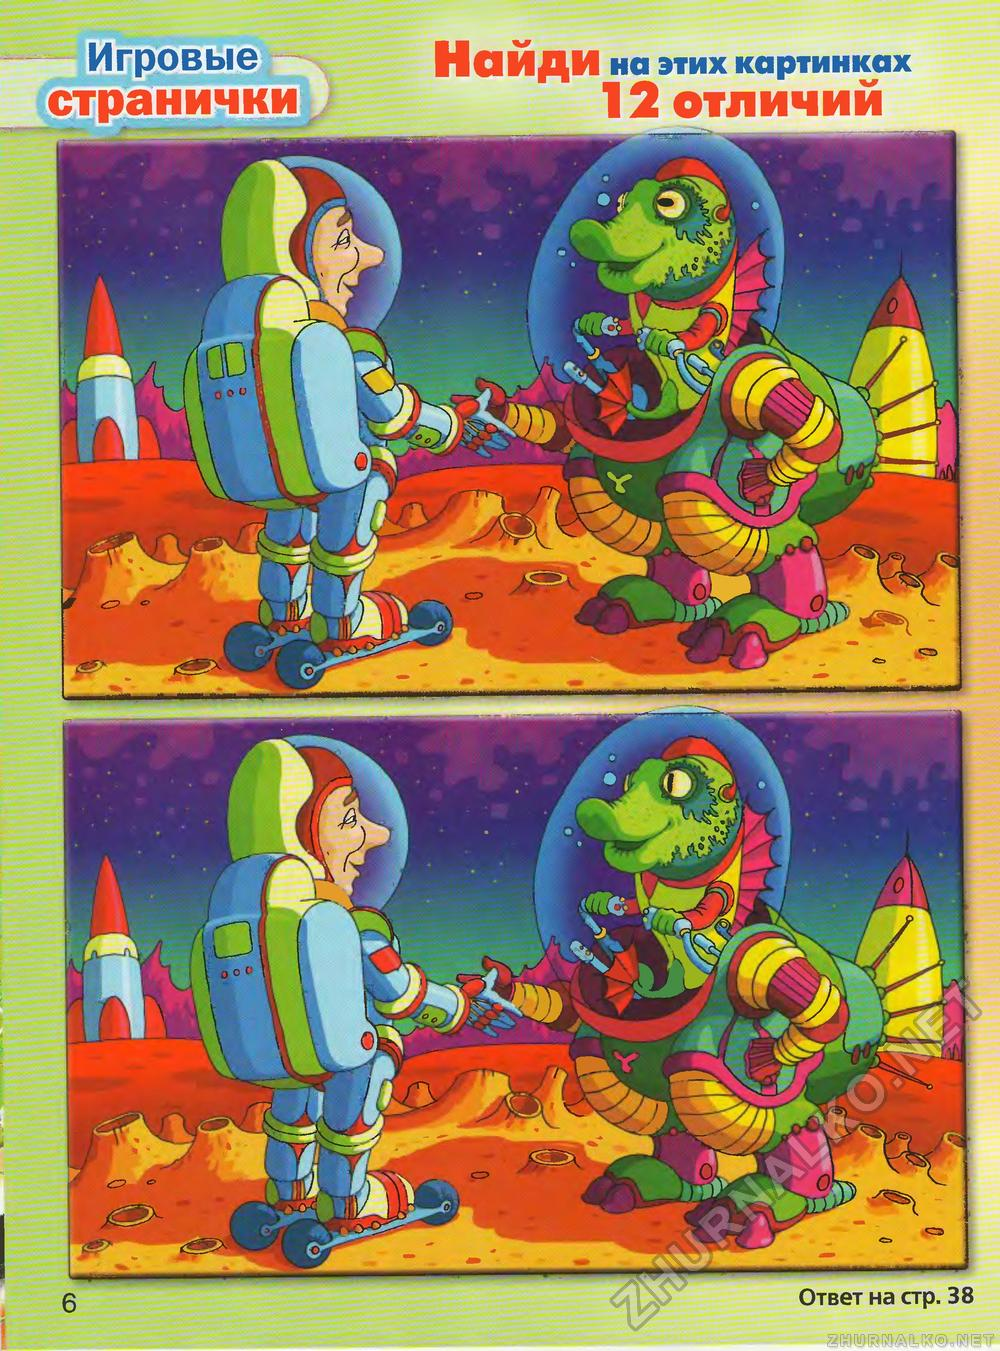 Игровые
странички
Найди на этих картинках
12 отличий
6
Ответ на стр. 38
ZHURNALKO.NET
ZHURNALKO.NET